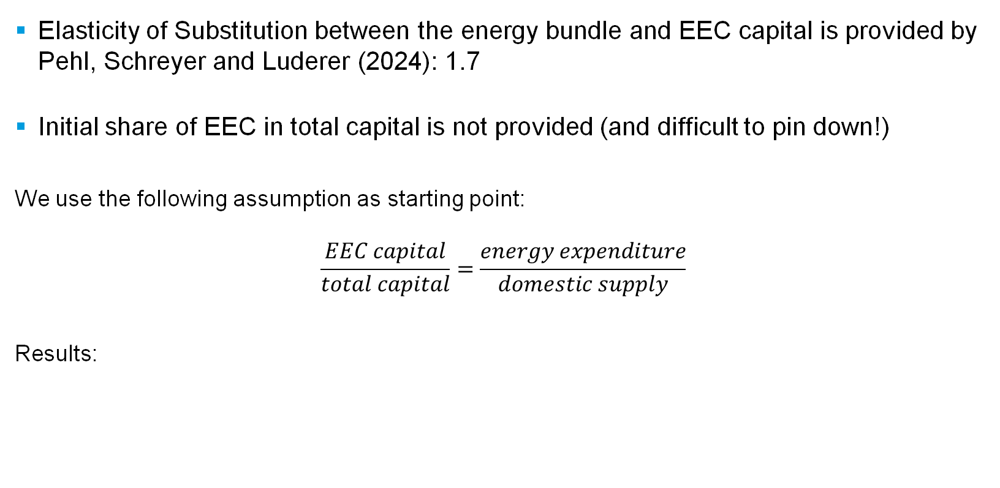 ▪ Elasticity of Substitution between the energy bundle and EEC capital is provided by
Pehl, Schreyer and Luderer (2024): 1.7
▪ Initial share of EEC in total capital is not provided (and difficult to pin down!)
We use the following assumption as starting point:
EEC capital / total capital = energy expenditure / domestic supply
Results: